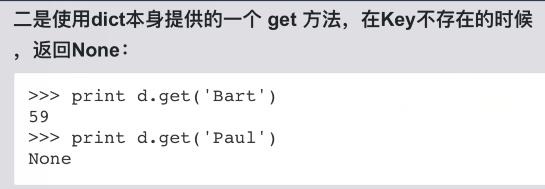 二是使用dict本身提供的一个 get 方法，在Key不存在的时候
，返回None：
>>> print d.get('Bart')
59
>>> print d.get('Paul')
None